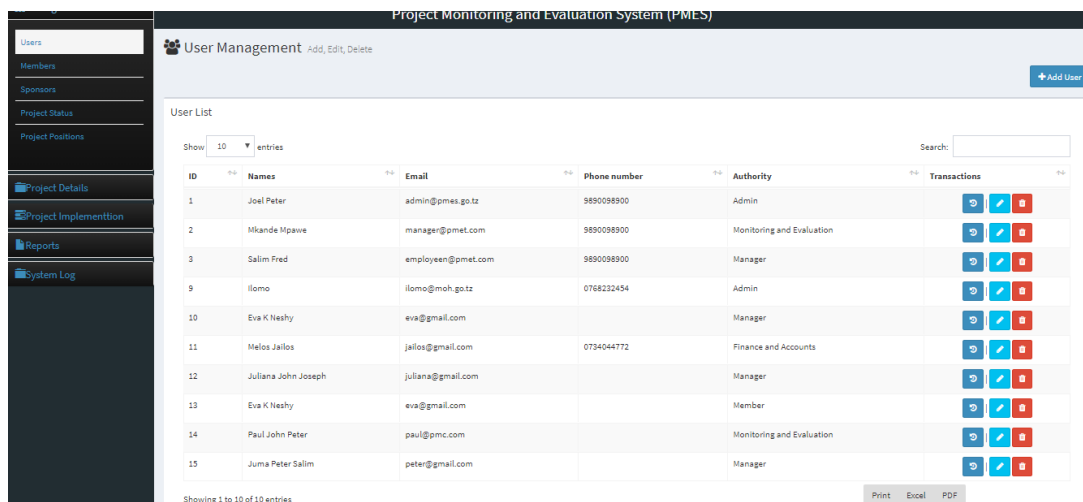 Project Monitoring and Evaluation System (PMES)
Users
Members
Sponsors
Project Status
Project Positions
Project Details
Project Implementtion
Reports
System Log
User Management Add, Edit, Delete
+ Add User
User List
Show 10 entries
Search:
ID Names Email Phone number Authority Transactions
1 Joel Peter admin@pmes.go.tz 9890098900 Admin
2 Mkande Mpawe manager@pmet.com 9890098900 Monitoring and Evaluation
3 Salim Fred employeen@pmet.com 9890098900 Manager
9 Ilomo ilomo@moh.go.tz 0768232454 Admin
10 Eva K Neshy eva@gmail.com Manager
11 Melos Jailos jailos@gmail.com 0734044772 Finance and Accounts
12 Juliana John Joseph juliana@gmail.com Manager
13 Eva K Neshy eva@gmail.com Member
14 Paul John Peter paul@pmc.com Monitoring and Evaluation
15 Juma Peter Salim peter@gmail.com Manager
Showing 1 to 10 of 10 entries
Print Excel PDF